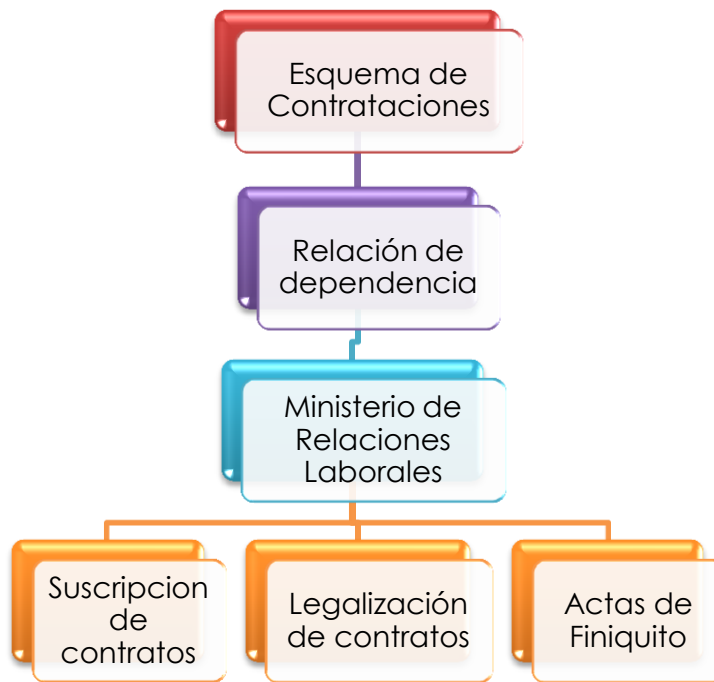 Esquema de
Contrataciones
Relación de
dependencia
Ministerio de
Relaciones
Laborales
Suscripcion
de
contratos
Legalización
de contratos
Actas de
Finiquito